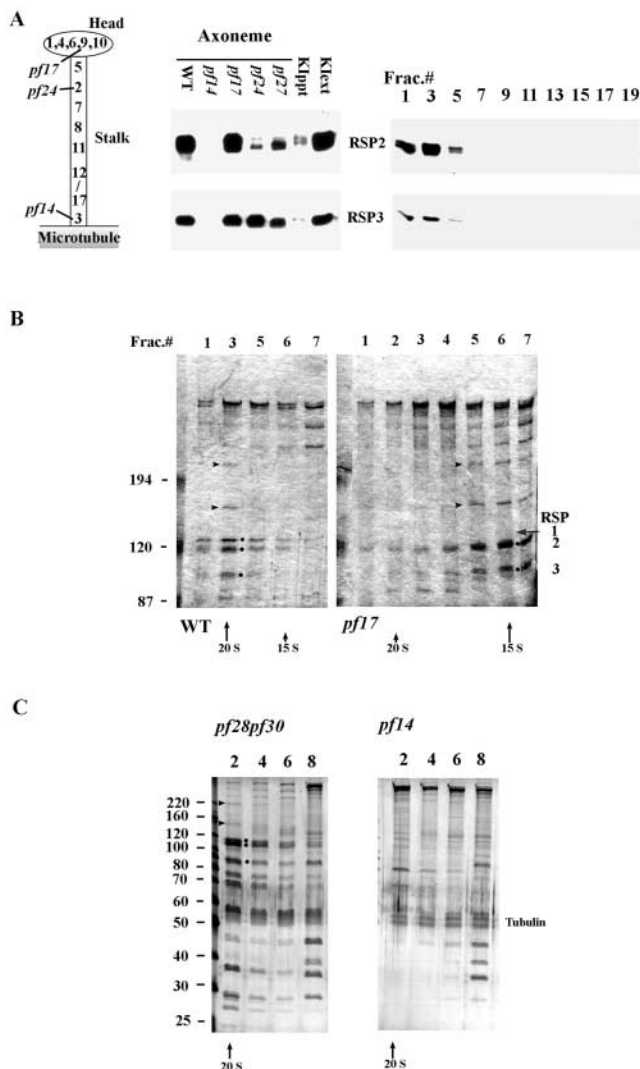 A
Head
1,4,6,9,10
pf17
5
pf24
2
7
8
Stalk
11
12
/
17
pf14
3
Microtubule
Axoneme
WT pf14 pf17 pf24 pf27 KIppt KIext
RSP2
RSP3
Frac.#
1 3 5 7 9 11 13 15 17 19
B
Frac.# 1 3 5 6 7
1 2 3 4 5 6 7
194
120
87
RSP
1
2
3
WT
pf17
20 S
15 S
20 S
15 S
C
pf28pf30
pf14
2 4 6 8
2 4 6 8
220
160
120
100
80
70
60
50
40
30
25
Tubulin
20 S
20 S